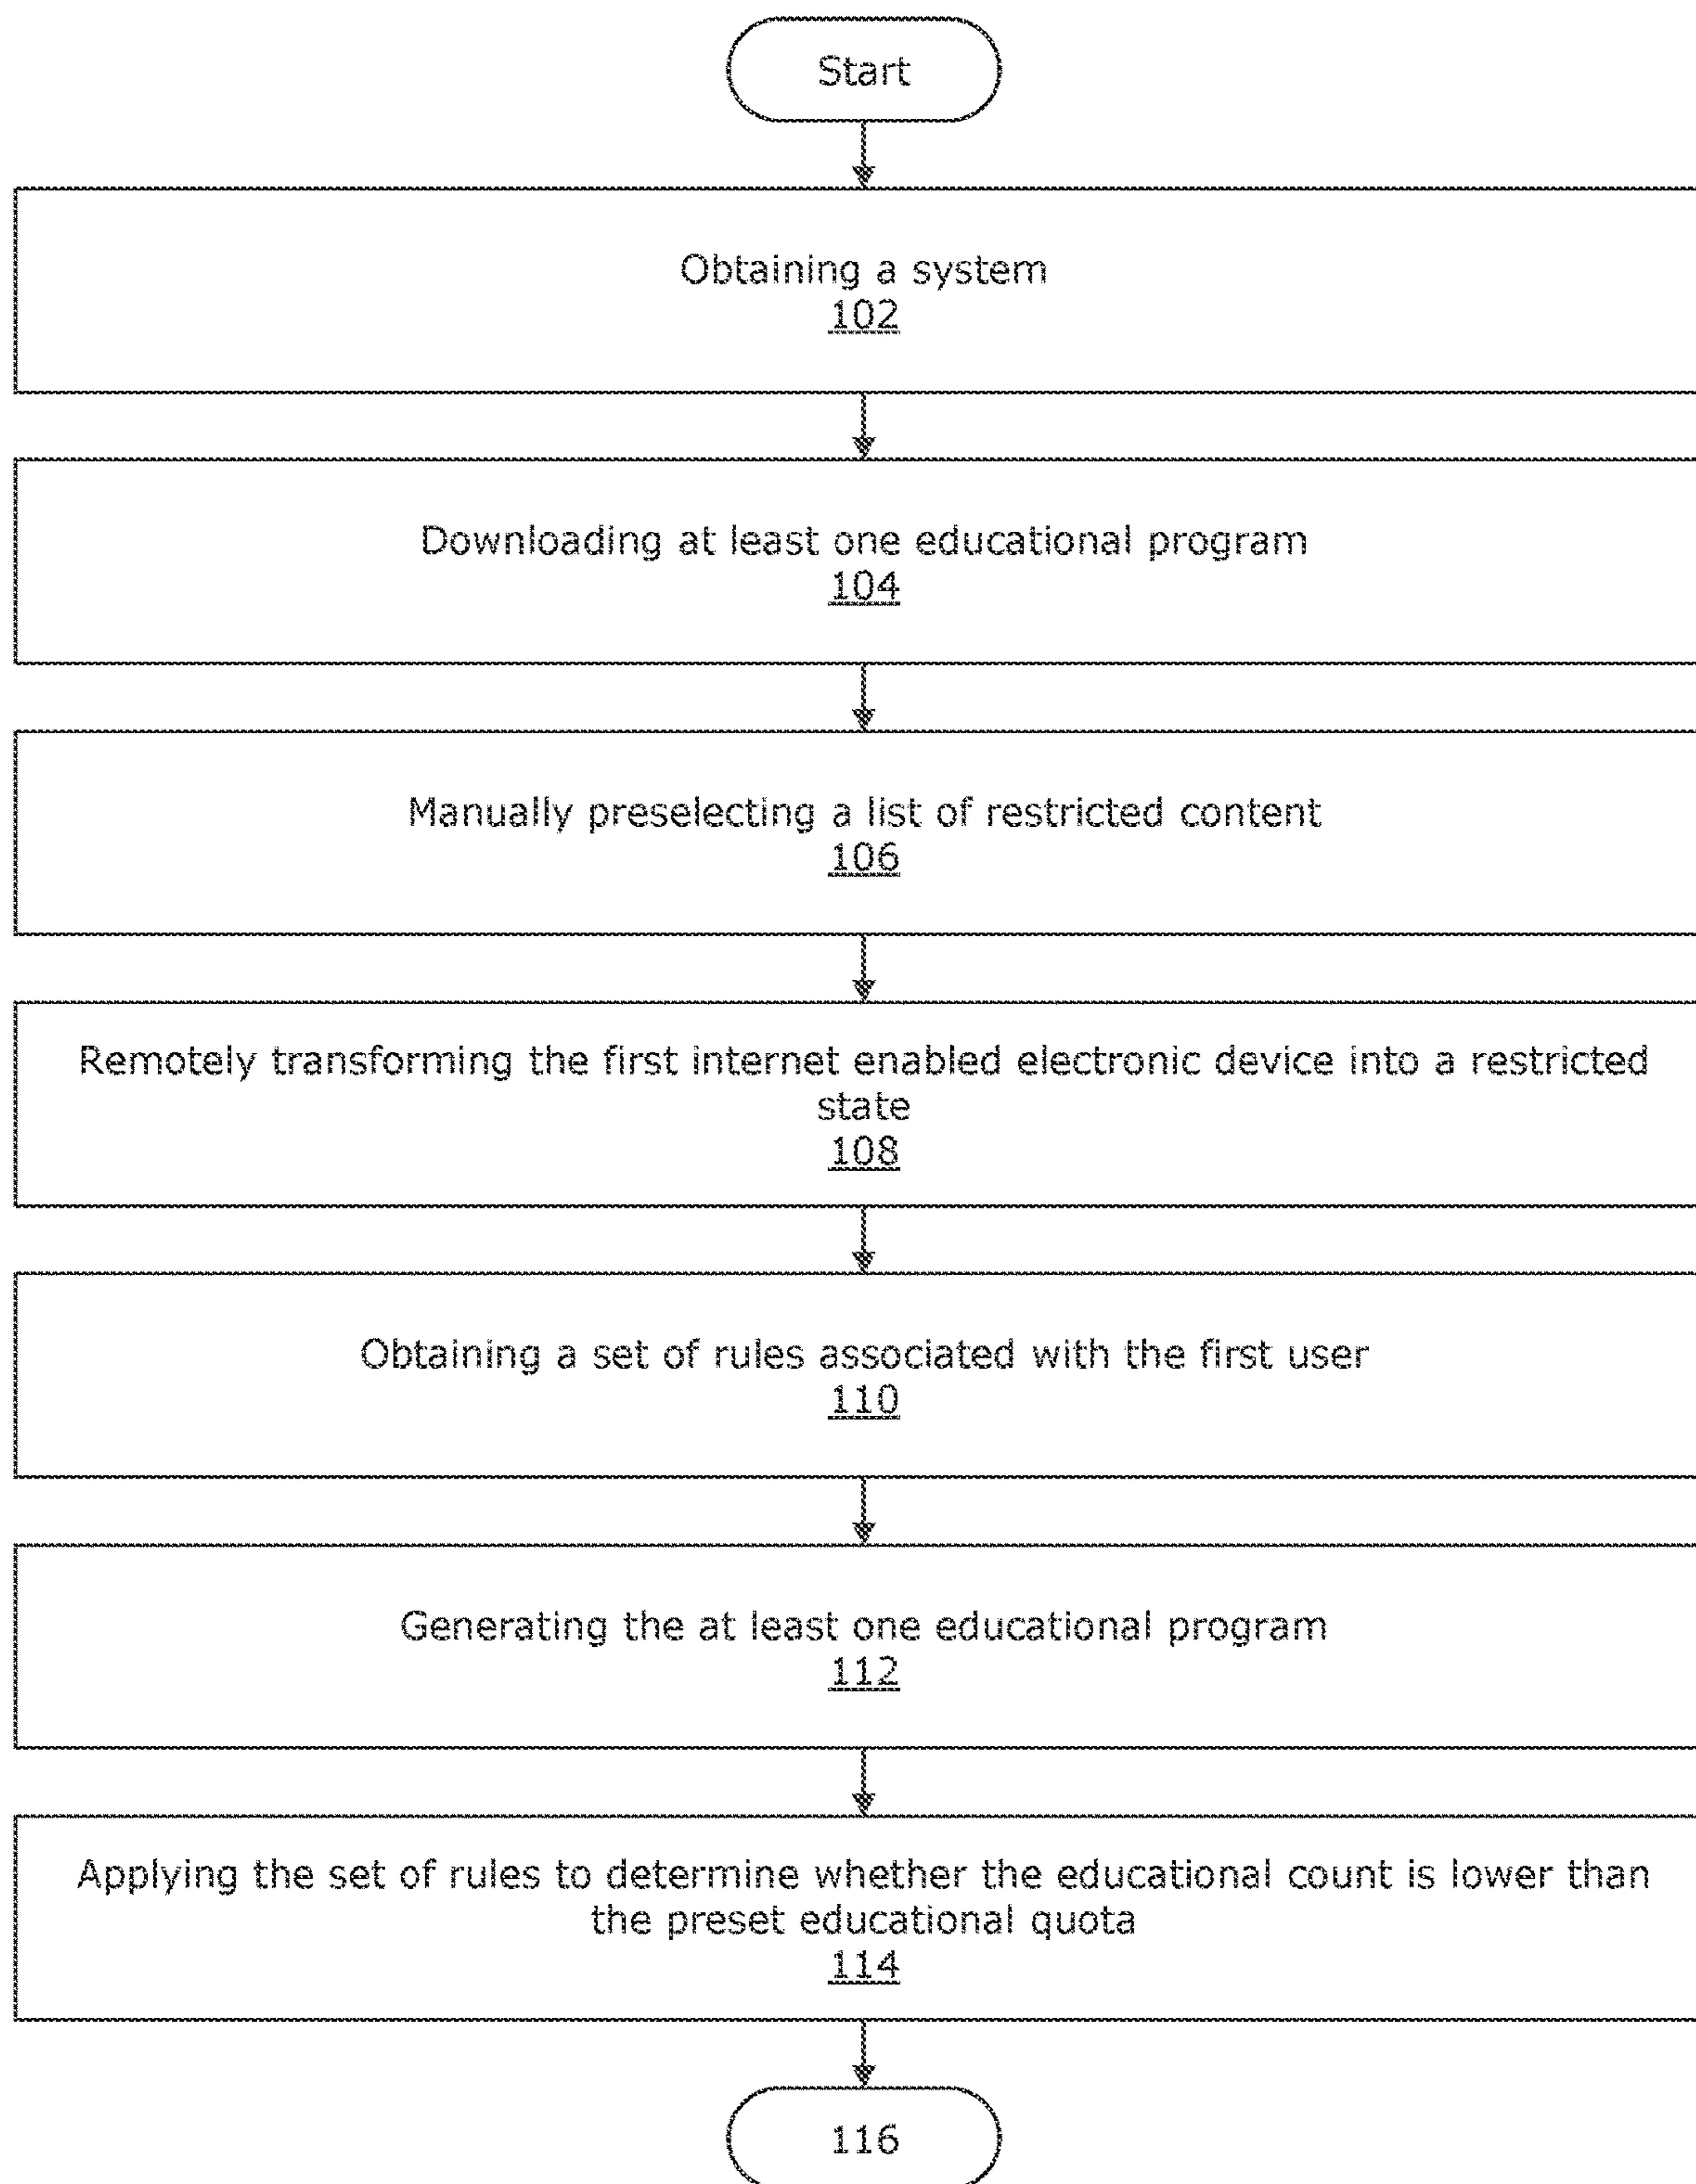 Start
Obtaining a system
102
Downloading at least one educational program
104
Manually preselecting a list of restricted content
106
Remotely transforming the first internet enabled electronic device into a restricted
state
108
Obtaining a set of rules associated with the first user
110
Generating the at least one educational program
112
Applying the set of rules to determine whether the educational count is lower than
the preset educational quota
114
116